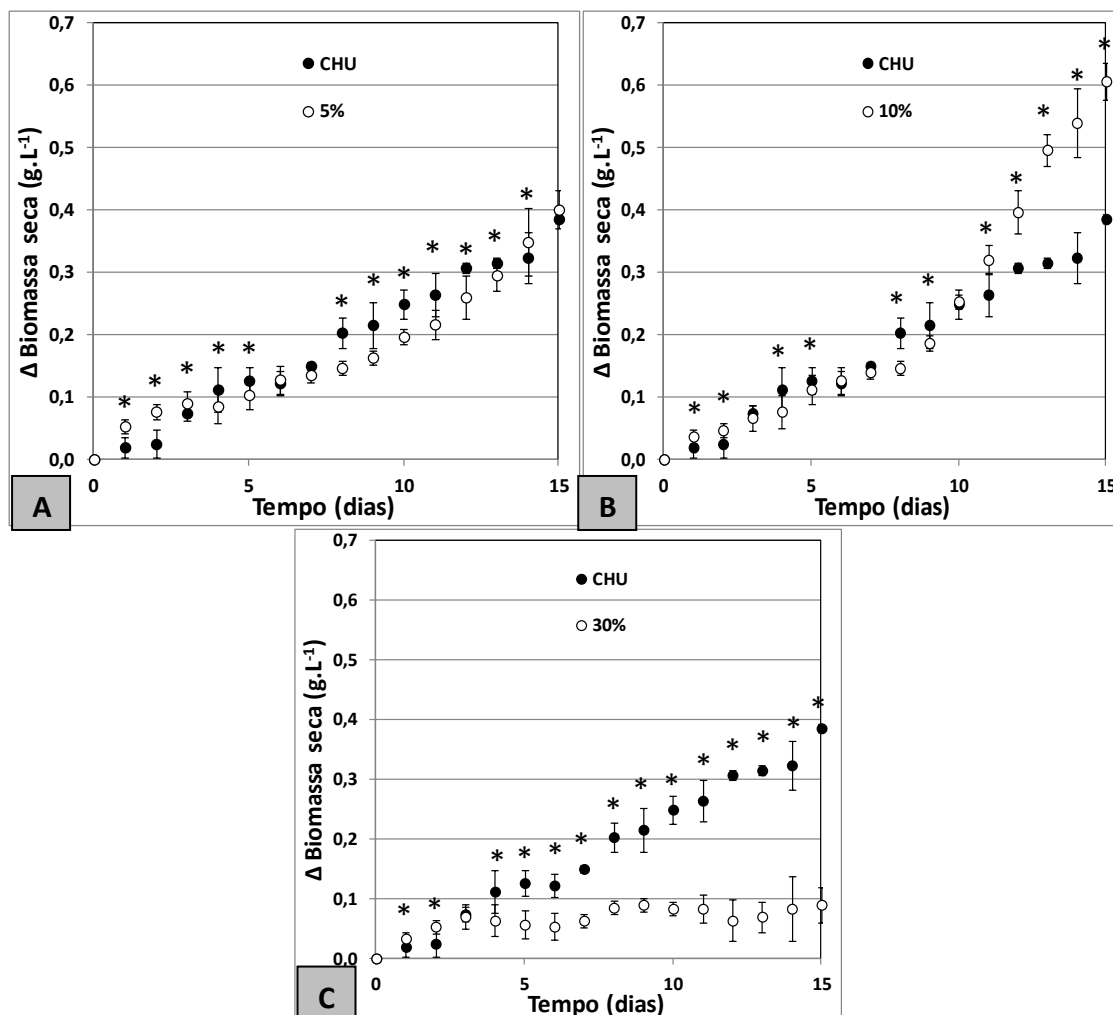 0,7
0,6
0,5
0,4
0,3
0,2
0,1
0,0
Δ Biomassa seca (g.L-1)
CHU
5%
* * * * * * * * * * * *
0 5 10 15
Tempo (dias)
A
0,7
0,6
0,5
0,4
0,3
0,2
0,1
0,0
Δ Biomassa seca (g.L-1)
CHU
10%
* * * * * * * * * * *
0 5 10 15
Tempo (dias)
B
0,7
0,6
0,5
0,4
0,3
0,2
0,1
0,0
Δ Biomassa seca (g.L-1)
CHU
30%
* * * * * * * * * * * * * *
0 5 10 15
Tempo (dias)
C